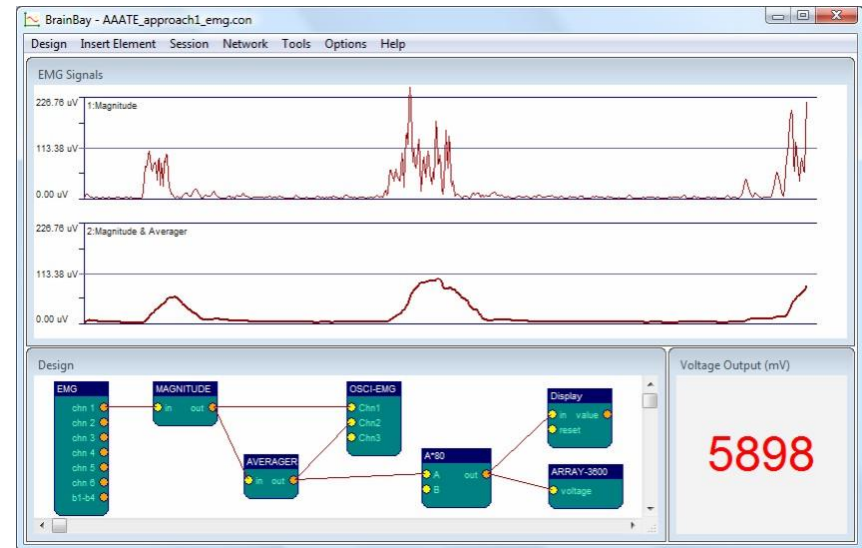 BrainBay - AAATE_approach1_emg.con
Design Insert Element Session Network Tools Options Help
EMG Signals
226.76 uV
1:Magnitude
113.38 uV
0.00 uV
226.76 uV
2:Magnitude & Averager
113.38 uV
0.00 uV
Design
EMG
chn 1
chn 2
chn 3
chn 4
chn 5
chn 6
b1-b4
MAGNITUDE
in out
AVERAGER
in out
OSCI-EMG
Chn1
Chn2
Chn3
A*80
A out
B
Display
in value
reset
ARRAY-3600
voltage
Voltage Output (mV)
5898